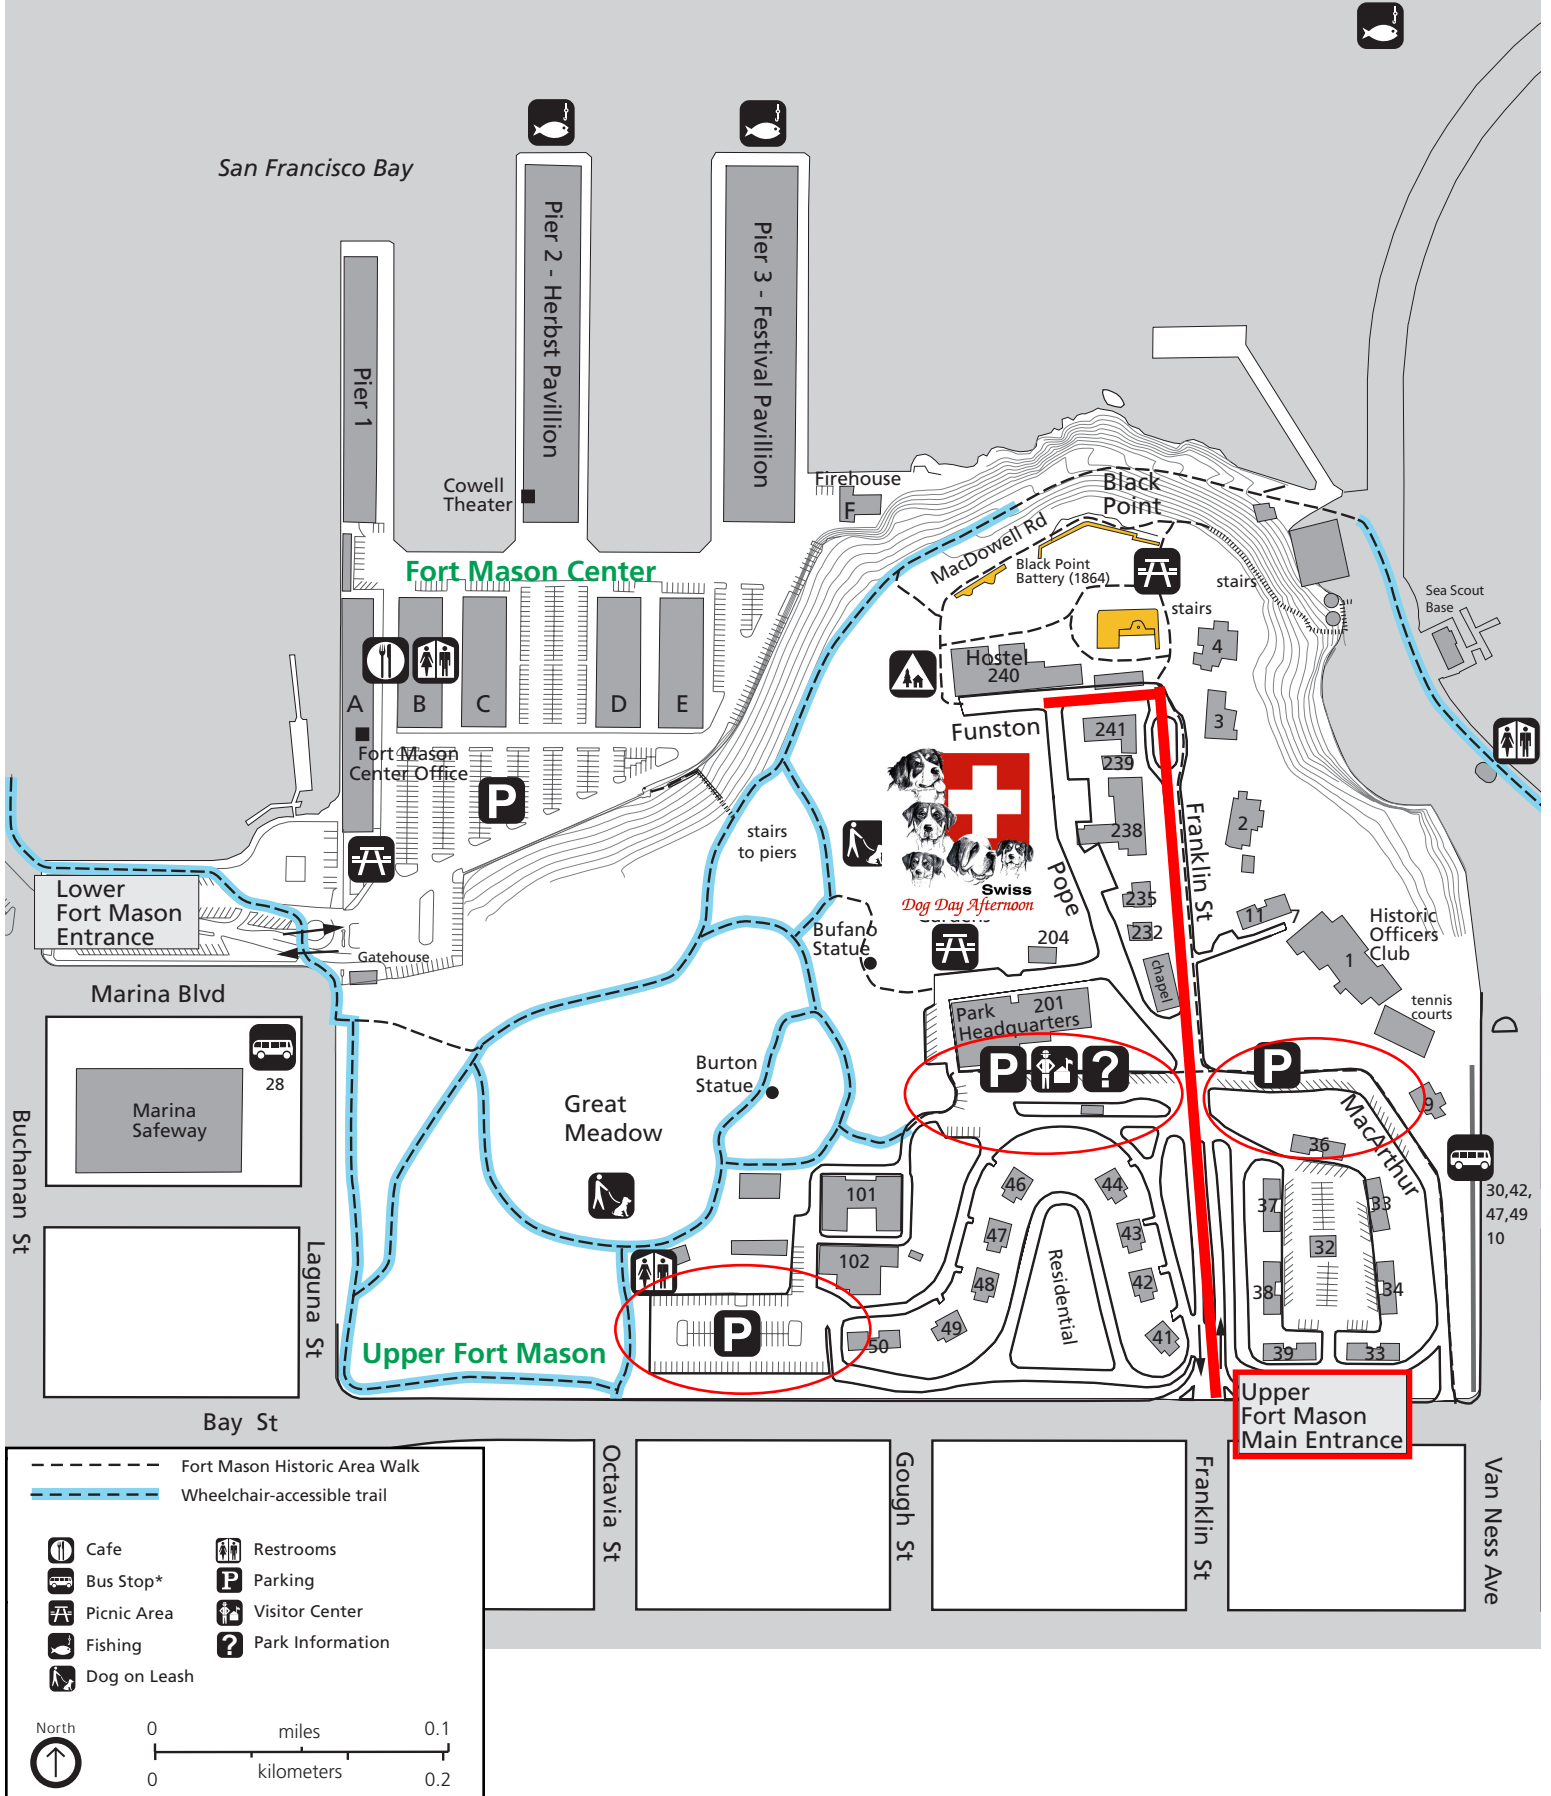 San Francisco Bay
Pier 1
Pier 2 - Herbst Pavillion
Pier 3 - Festival Pavillion
Cowell
Theater
Firehouse
F
Fort Mason Center
Black
Point
MacDowell Rd
Black Point
Battery (1864)
stairs
stairs
Sea Scout
Base
A
B
C
D
E
Fort Mason
Center Office
P
Hostel
240
4
3
Funston
241
239
238
2
Franklin St
stairs
to piers
Pope
Swiss
Dog Day Afternoon
235
232
204
11
7
Historic
Officers
Club
1
Bufano
Statue
chapel
tennis
courts
Lower
Fort Mason
Entrance
Gatehouse
Marina Blvd
Park
201
Headquarters
P
?
P
28
Marina
Safeway
Burton
Statue
Great
Meadow
9
MacArthur
36
30,42,
47,49
10
Buchanan St
Laguna St
101
102
46
44
47
43
48
42
49
41
50
Residential
37
33
32
38
34
39
33
P
Upper Fort Mason
Upper
Fort Mason
Main Entrance
Bay St
Octavia St
Gough St
Franklin St
Van Ness Ave
Fort Mason Historic Area Walk
Wheelchair-accessible trail
Cafe
Restrooms
Bus Stop*
P Parking
Picnic Area
Visitor Center
Fishing
? Park Information
Dog on Leash
North
0 miles 0.1
0 kilometers 0.2